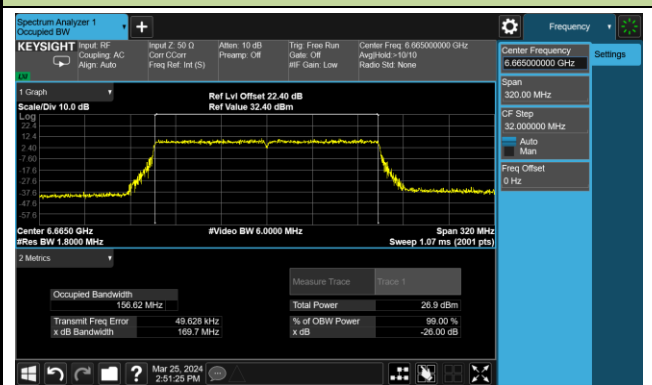 Spectrum Analyzer 1
Occupied BW
Frequency
KEYSIGHT
Input: RF
Coupling: AC
Align: Auto
Input Z: 50 Ω
Corr CCorr
Freq Ref: Int (S)
Atten: 10 dB
Preamp: Off
Trig: Free Run
Gate: Off
#IF Gain: Low
Center Freq: 6.665000000 GHz
Avg|Hold:>10/10
Radio Std: None
LVI
Center Frequency
6.665000000 GHz
Settings
Span
320.00 MHz
CF Step
32.000000 MHz
Auto
Man
Freq Offset
0 Hz
1 Graph
Scale/Div 10.0 dB
Ref Lvl Offset 22.40 dB
Ref Value 32.40 dBm
Log
22.4
12.4
2.40
-7.60
-17.6
-27.6
-37.6
-47.6
-57.6
Center 6.6650 GHz
#Res BW 1.8000 MHz
#Video BW 6.0000 MHz
Span 320 MHz
Sweep 1.07 ms (2001 pts)
2 Metrics
Measure Trace
Trace 1
Occupied Bandwidth
156.62 MHz
Total Power
26.9 dBm
Transmit Freq Error
49.628 kHz
% of OBW Power
99.00 %
x dB Bandwidth
169.7 MHz
x dB
-26.00 dB
Mar 25, 2024
2:51:25 PM